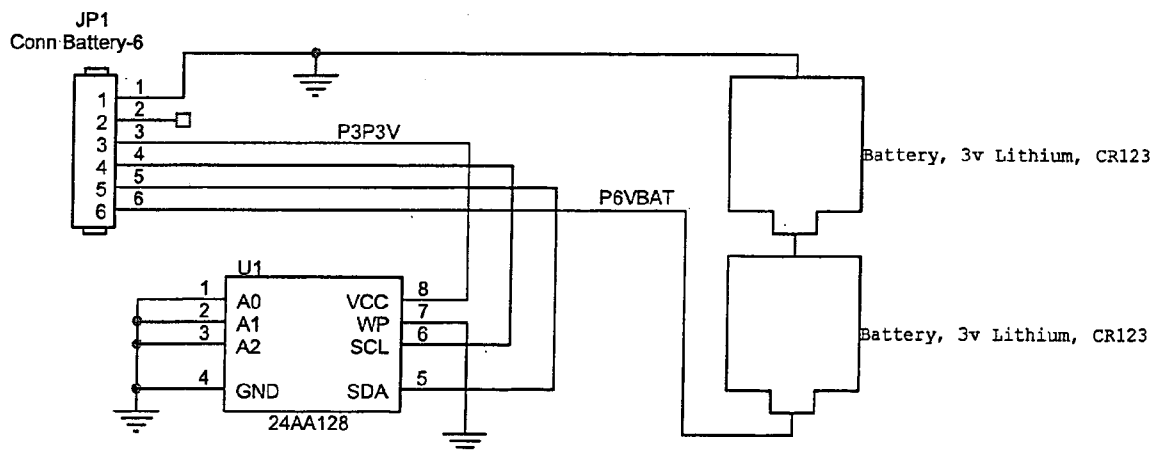 JP1
Conn Battery-6
1 1
2 2
3 3
4 4
5 5
6 6
P3P3V
P6VBAT
Battery, 3v Lithium, CR123
Battery, 3v Lithium, CR123
U1
1 A0 VCC 8
2 A1 WP 7
3 A2 SCL 6
4 GND SDA 5
24AA128